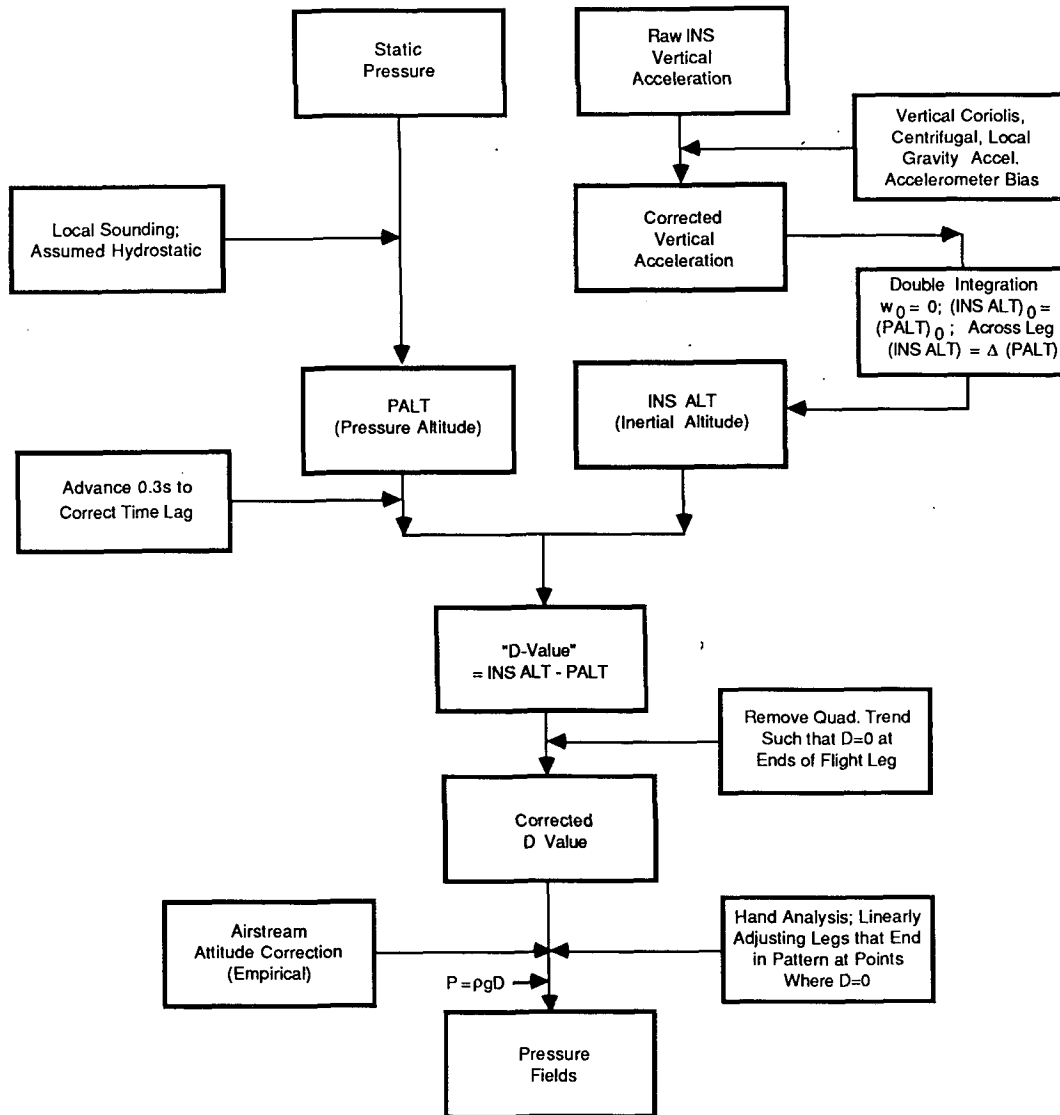 Static
Pressure
Raw INS
Vertical
Acceleration
Vertical Coriolis,
Centrifugal, Local
Gravity Accel.
Accelerometer Bias
Local Sounding;
Assumed Hydrostatic
Corrected
Vertical
Acceleration
Double Integration
w0 = 0; (INS ALT)0 =
(PALT)0 ; Across Leg
(INS ALT) = Δ (PALT)
PALT
(Pressure Altitude)
INS ALT
(Inertial Altitude)
Advance 0.3s to
Correct Time Lag
"D-Value"
= INS ALT - PALT
Remove Quad. Trend
Such that D=0 at
Ends of Flight Leg
Corrected
D Value
Airstream
Attitude Correction
(Empirical)
Hand Analysis; Linearly
Adjusting Legs that End
in Pattern at Points
Where D=0
P = ρgD
Pressure
Fields